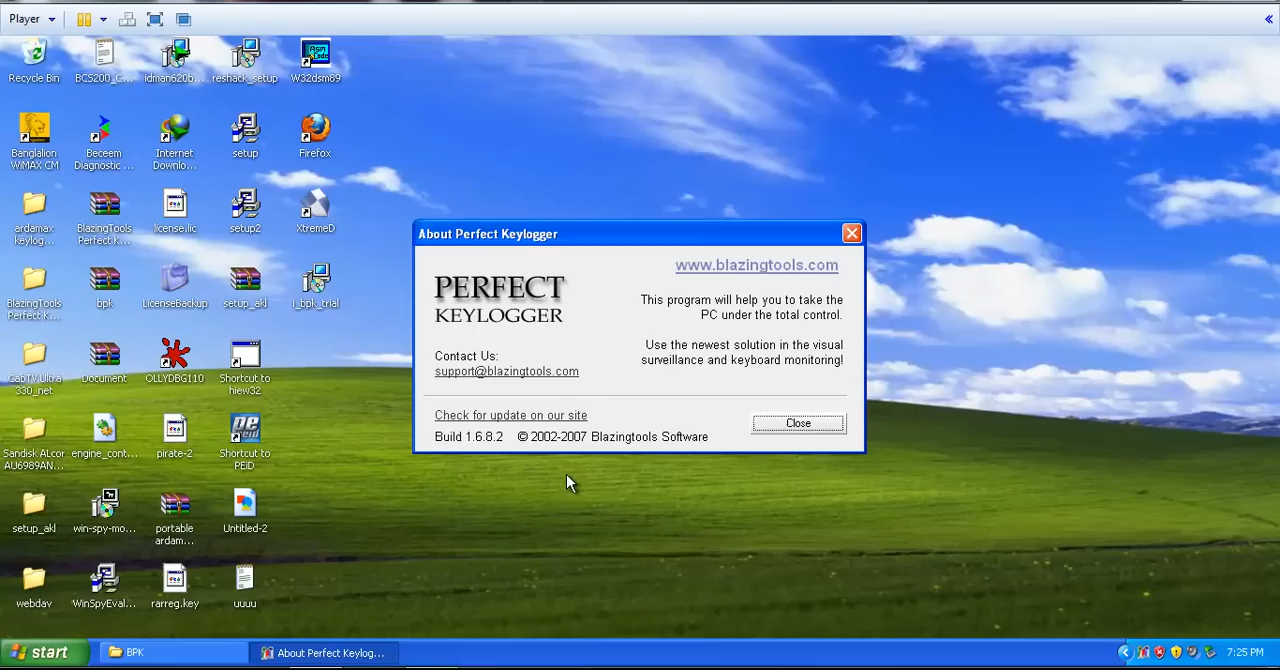 Player
Recycle Bin
BCS200_C...
idman620b...
reshack_setup
W32dsm89
Banglalion
WiMAX CM
Beceem
Diagnostic ...
Internet
Downlo...
setup
Firefox
ardamax
keylog...
BlazingTools
Perfect K...
license.lic
setup2
XtremeD
BlazingTools
Perfect K...
bpk
LicenseBackup
setup_akl
i_bpk_trial
GabTV Ultra
330_net
Document
OLLYDBG110
Shortcut to
hiew32
Sandisk ALcor
AU6989AN...
engine_cont...
pirate-2
Shortcut to
PEiD
setup_akl
win-spy-mo...
portable
ardam...
Untitled-2
webdav
WinSpyEval...
rarreg.key
uuuu
About Perfect Keylogger
www.blazingtools.com
PERFECT
KEYLOGGER
This program will help you to take the
PC under the total control.
Use the newest solution in the visual
surveillance and keyboard monitoring!
Contact Us:
support@blazingtools.com
Check for update on our site
Build 1.6.8.2 © 2002-2007 Blazingtools Software
Close
start
BPK
About Perfect Keylog...
7:25 PM